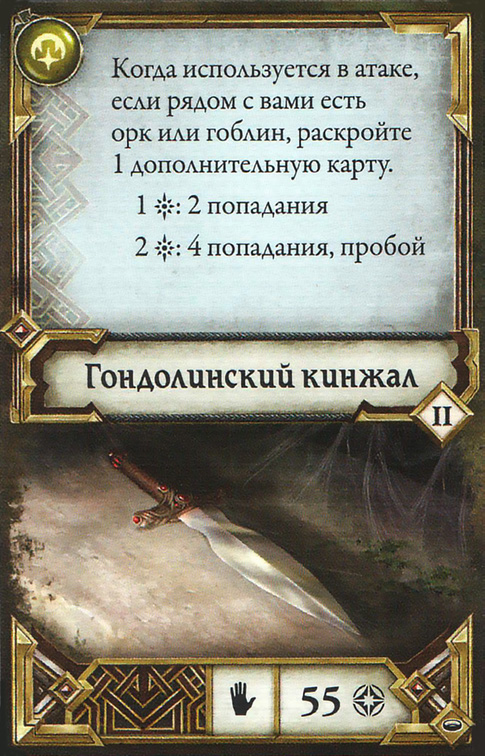 Когда используется в атаке,
если рядом с вами есть
орк или гоблин, раскройте
1 дополнительную карту.
1 : 2 попадания
2 : 4 попадания, пробой
Гондолинский кинжал
II
55